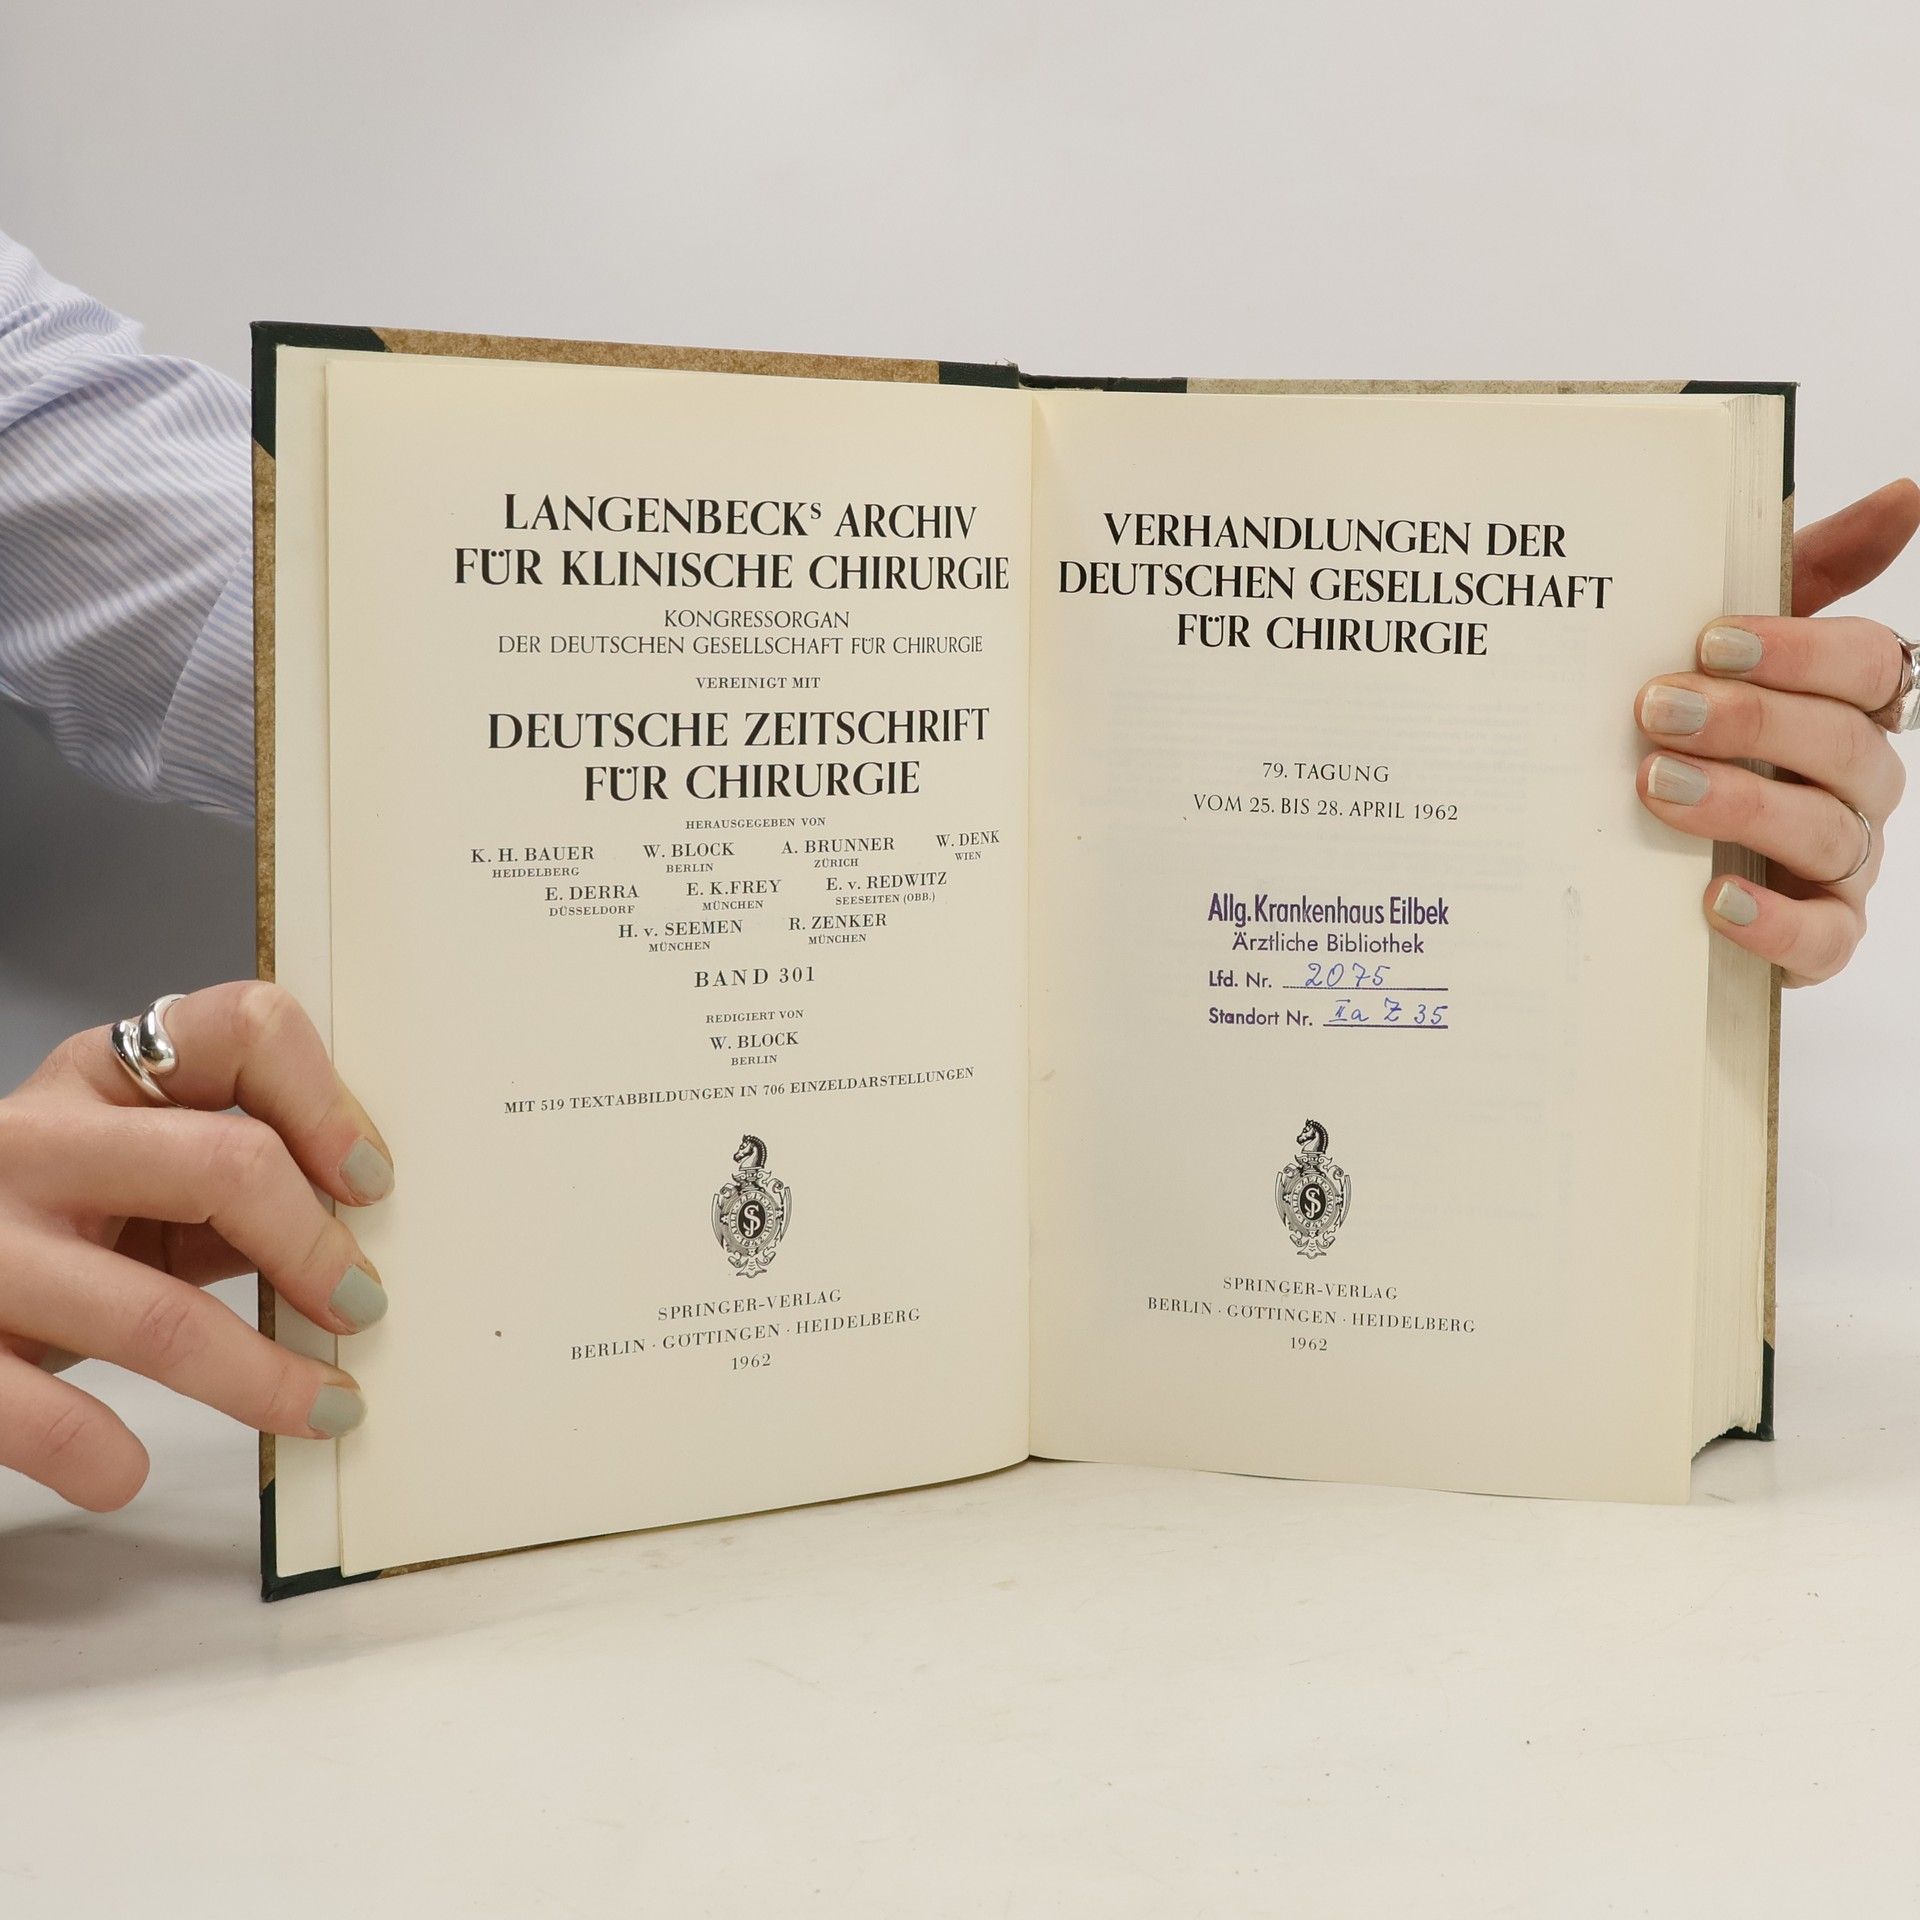 LANGENBECKs ARCHIV
FÜR KLINISCHE CHIRURGIE
KONGRESSORGAN
DER DEUTSCHEN GESELLSCHAFT FÜR CHIRURGIE
VEREINIGT MIT
DEUTSCHE ZEITSCHRIFT
FÜR CHIRURGIE
HERAUSGEGEBEN VON
K. H. BAUER W. BLOCK A. BRUNNER W. DENK
HEIDELBERG BERLIN ZÜRICH WIEN
E. DERRA E. K.FREY E. v. REDWITZ
DÜSSELDORF MÜNCHEN SEESEITEN (OBB.)
H. v. SEEMEN R. ZENKER
MÜNCHEN MÜNCHEN
BAND 301
REDIGIERT VON
W. BLOCK
BERLIN
MIT 519 TEXTABBILDUNGEN IN 706 EINZELDARSTELLUNGEN
SPRINGER-VERLAG
BERLIN · GÖTTINGEN · HEIDELBERG
1962
VERHANDLUNGEN DER
DEUTSCHEN GESELLSCHAFT
FÜR CHIRURGIE
79. TAGUNG
VOM 25. BIS 28. APRIL 1962
Allg. Krankenhaus Eilbek
Ärztliche Bibliothek
Lfd. Nr. 2075
Standort Nr. IIa Z 35
SPRINGER-VERLAG
BERLIN · GÖTTINGEN · HEIDELBERG
1962